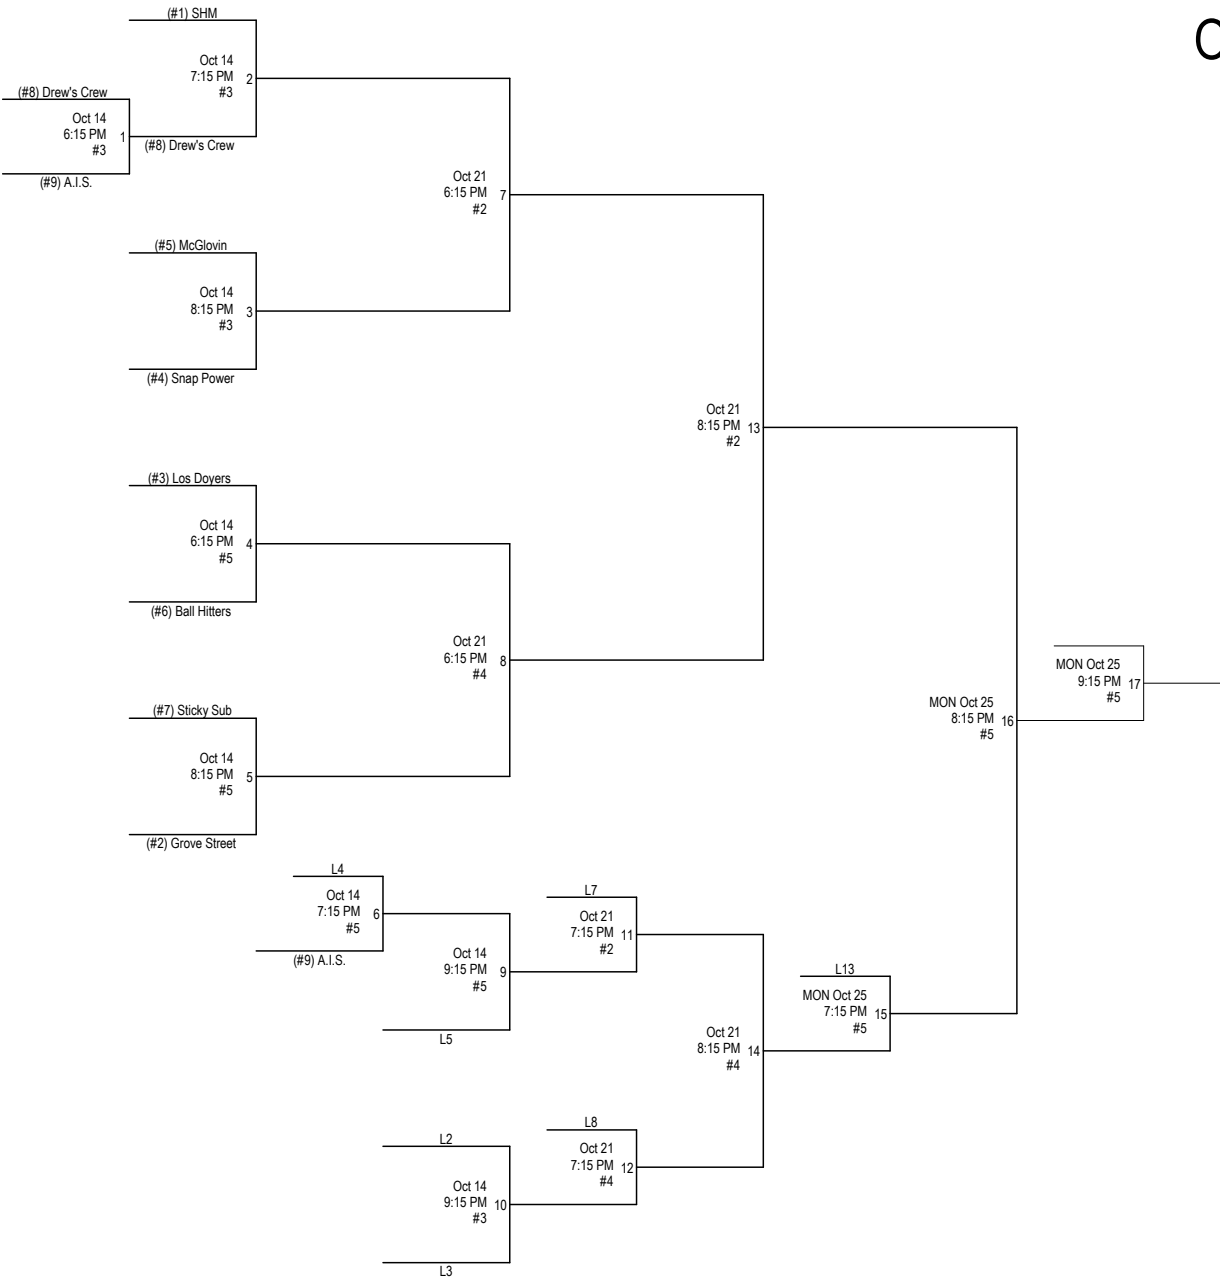 (#1) SHM
Oct 14
7:15 PM 2
#3
(#8) Drew's Crew
Oct 14
6:15 PM 1
#3
(#8) Drew's Crew
(#9) A.I.S.
Oct 21
6:15 PM 7
#2
(#5) McGlovin
Oct 14
8:15 PM 3
#3
(#4) Snap Power
Oct 21
8:15 PM 13
#2
(#3) Los Doyers
Oct 14
6:15 PM 4
#5
(#6) Ball Hitters
Oct 21
6:15 PM 8
#4
MON Oct 25
9:15 PM 17
#5
MON Oct 25
8:15 PM 16
#5
(#7) Sticky Sub
Oct 14
8:15 PM 5
#5
(#2) Grove Street
L4
Oct 14
7:15 PM 6
#5
(#9) A.I.S.
L7
Oct 21
7:15 PM 11
#2
Oct 14
9:15 PM 9
#5
L5
L13
MON Oct 25
7:15 PM 15
#5
Oct 21
8:15 PM 14
#4
L8
Oct 21
7:15 PM 12
#4
L2
Oct 14
9:15 PM 10
#3
L3